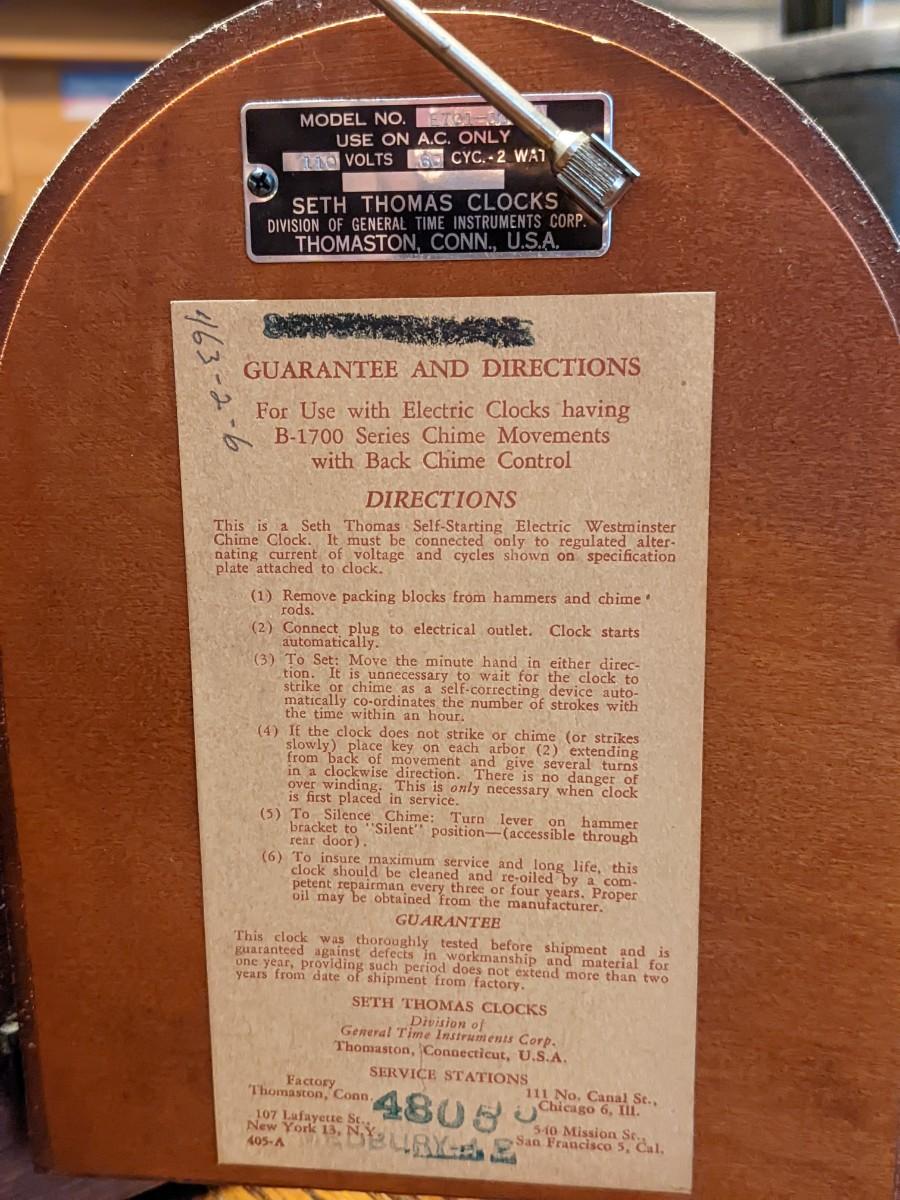 MODEL NO.
USE ON A.C. ONLY
110 VOLTS 60 CYC.-2 WAT
SETH THOMAS CLOCKS
DIVISION OF GENERAL TIME INSTRUMENTS CORP.
THOMASTON, CONN., U.S.A.
463-2-6
GUARANTEE AND DIRECTIONS
For Use with Electric Clocks having
B-1700 Series Chime Movements
with Back Chime Control
DIRECTIONS
This is a Seth Thomas Self-Starting Electric Westminster
Chime Clock. It must be connected only to regulated alter-
nating current of voltage and cycles shown on specification
plate attached to clock.
(1) Remove packing blocks from hammers and chime
rods.
(2) Connect plug to electrical outlet. Clock starts
automatically.
(3) To Set: Move the minute hand in either direc-
tion. It is unnecessary to wait for the clock to
strike or chime as a self-correcting device auto-
matically co-ordinates the number of strokes with
the time within an hour.
(4) If the clock does not strike or chime (or strikes
slowly) place key on each arbor (2) extending
from back of movement and give several turns
in a clockwise direction. There is no danger of
over winding. This is only necessary when clock
is first placed in service.
(5) To Silence Chime: Turn lever on hammer
bracket to "Silent" position—(accessible through
rear door).
(6) To insure maximum service and long life, this
clock should be cleaned and re-oiled by a com-
petent repairman every three or four years. Proper
oil may be obtained from the manufacturer.
GUARANTEE
This clock was thoroughly tested before shipment and is
guaranteed against defects in workmanship and material for
one year, providing such period does not extend more than two
years from date of shipment from factory.
SETH THOMAS CLOCKS
Division of
General Time Instruments Corp.
Thomaston, Connecticut, U.S.A.
SERVICE STATIONS
Factory
Thomaston, Conn.
111 No. Canal St.,
Chicago 6, Ill.
107 Lafayette St.,
New York 13, N.Y.
540 Mission St.,
San Francisco 5, Cal.
405-A